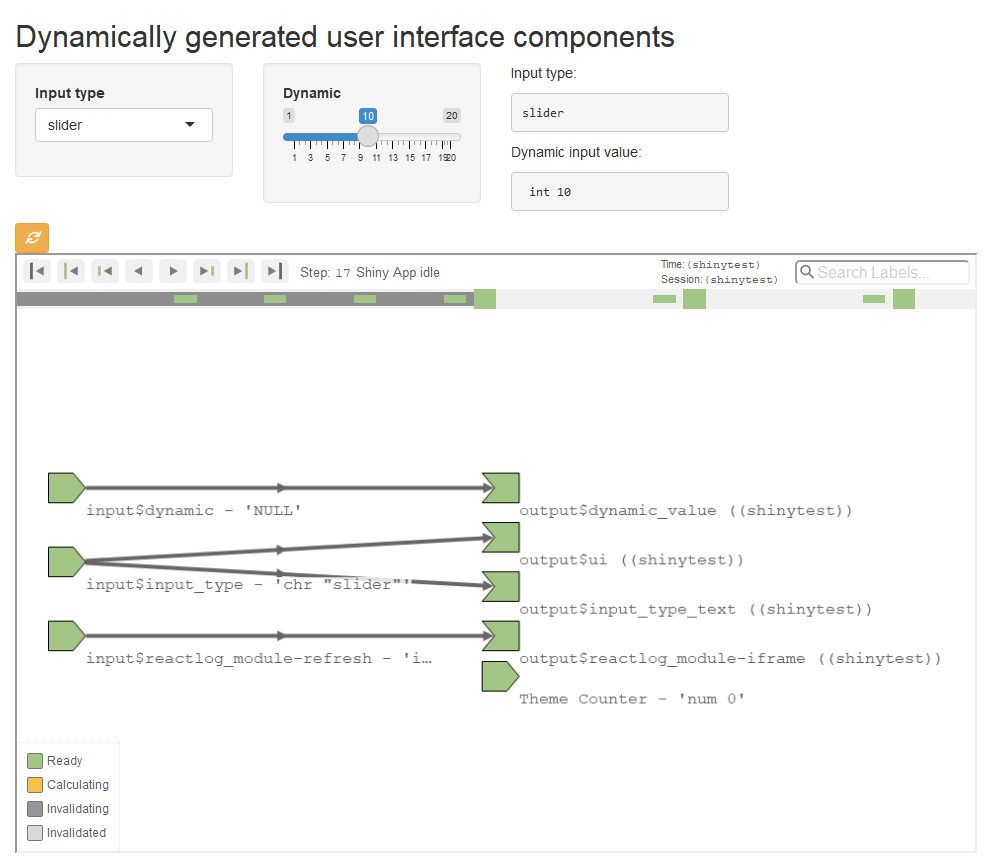 Dynamically generated user interface components
Input type
slider
Dynamic
1 10 20
1 3 5 7 9 11 13 15 17 19 20
Input type:
slider
Dynamic input value:
int 10
Step: 17 Shiny App idle
Time: (shinytest)
Session: (shinytest)
Search Labels...
input$dynamic - 'NULL'
output$dynamic_value ((shinytest))
output$ui ((shinytest))
input$input_type - 'chr "slider"'
output$input_type_text ((shinytest))
input$reactlog_module-refresh - 'i…
output$reactlog_module-iframe ((shinytest))
Theme Counter - 'num 0'
Ready
Calculating
Invalidating
Invalidated